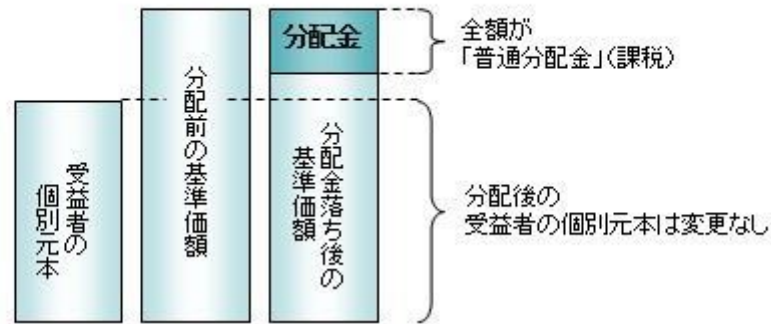 受益者の
個別元本
分配前の基準価額
分配金
分配金落ち後の
基準価額
全額が
「普通分配金」(課税)
分配後の
受益者の個別元本は変更なし